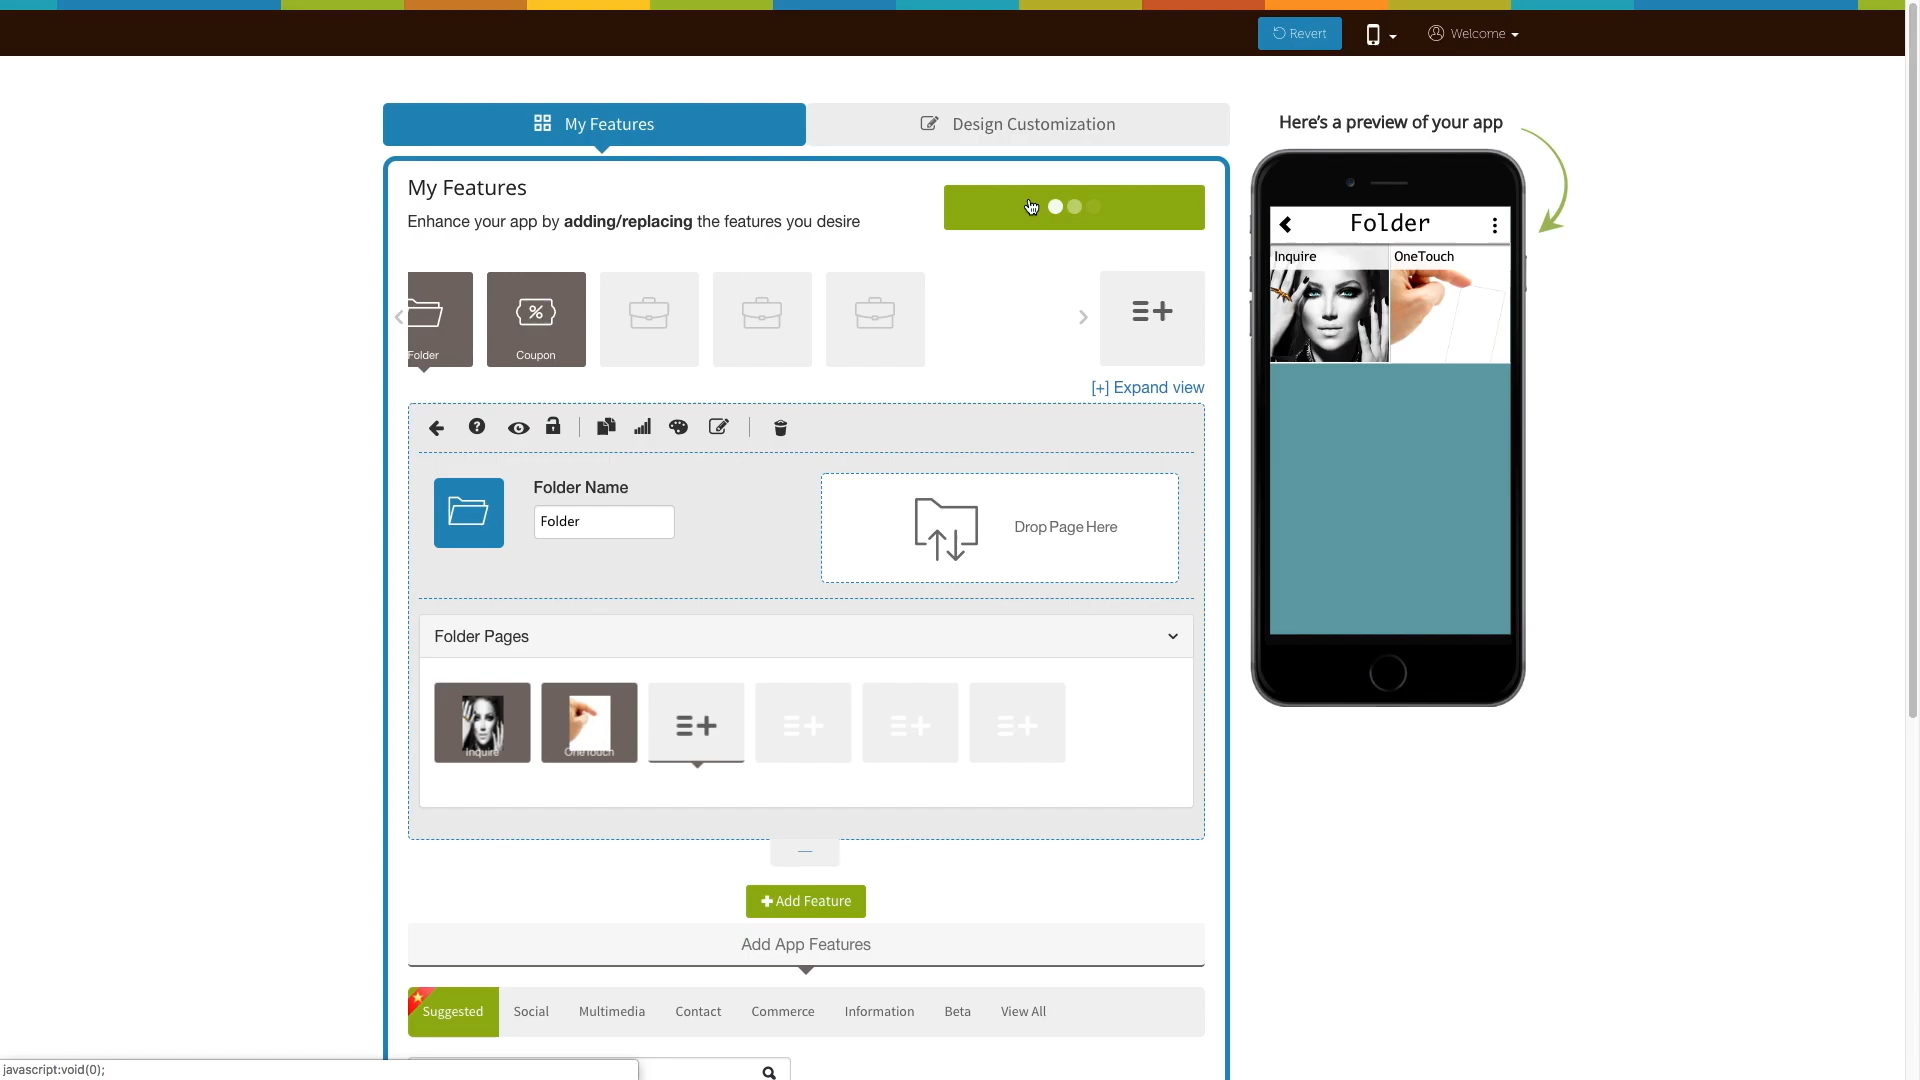 Revert
Welcome
My Features
Design Customization
Here's a preview of your app
My Features
Enhance your app by adding/replacing the features you desire
Folder
Inquire
OneTouch
Folder
%
Coupon
[+] Expand view
Folder Name
Folder
Drop Page Here
Folder Pages
Inquire
OneTouch
Add Feature
Add App Features
Suggested
Social
Multimedia
Contact
Commerce
Information
Beta
View All
javascript:void(0);